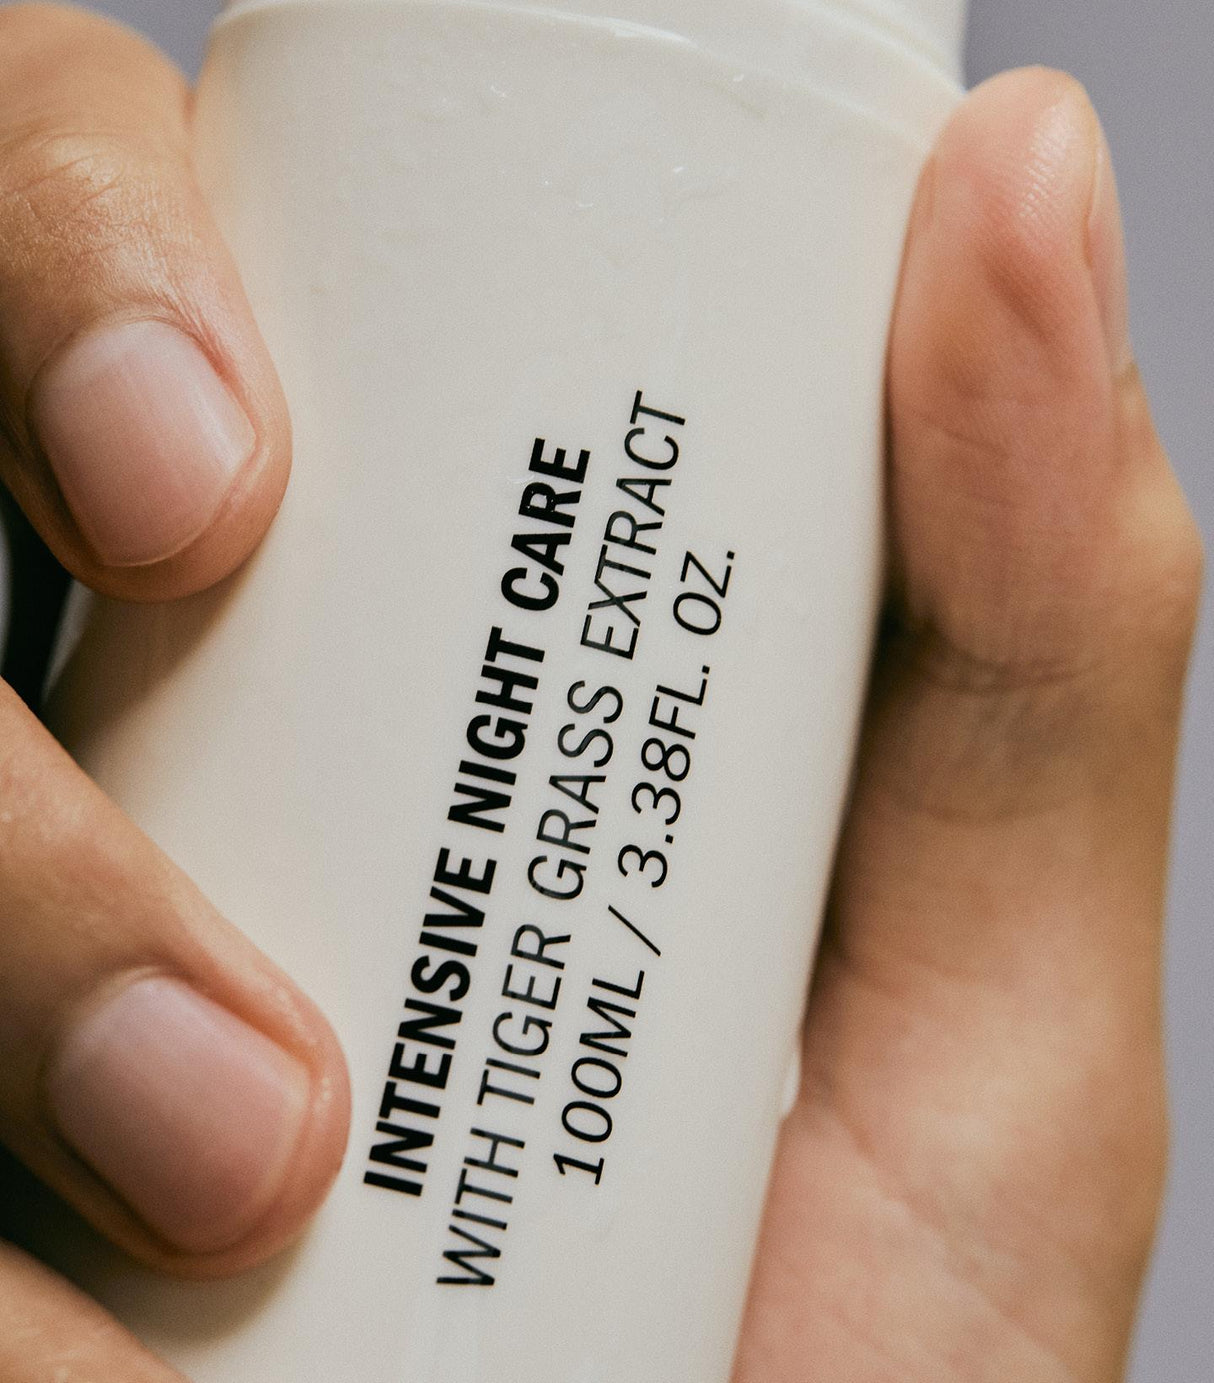 INTENSIVE NIGHT CARE
WITH TIGER GRASS EXTRACT
100ML / 3.38FL. OZ.